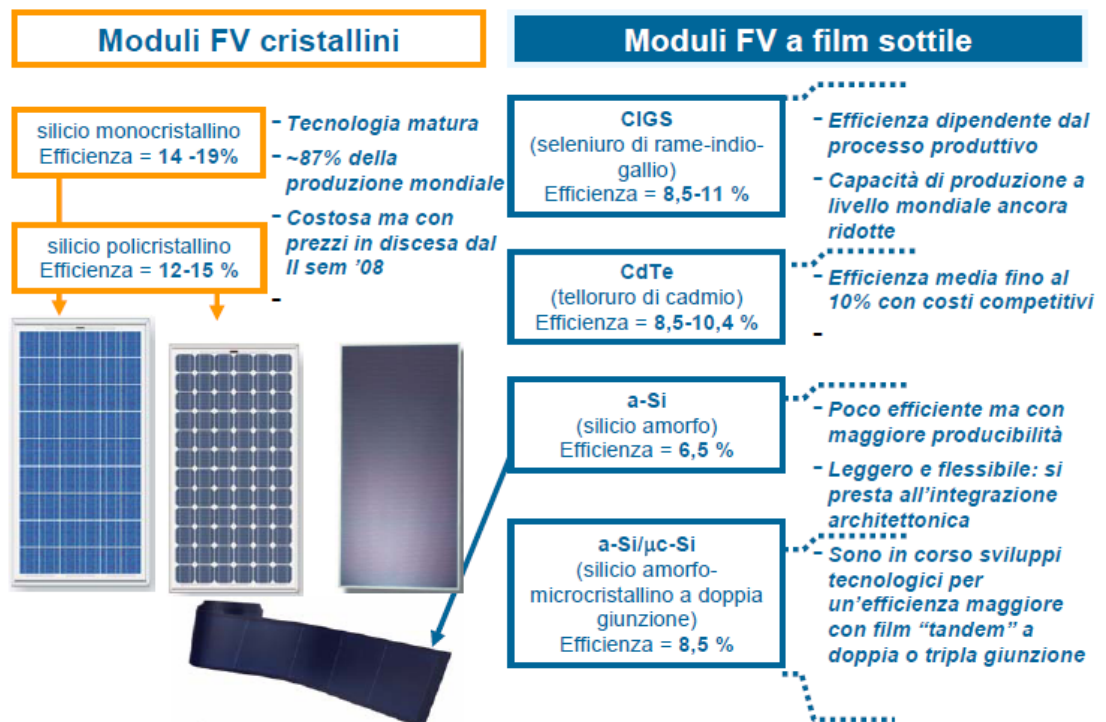 Moduli FV cristallini
silicio monocristallino
Efficienza = 14 -19%
silicio policristallino
Efficienza = 12-15 %
- Tecnologia matura
- ~87% della
produzione mondiale
- Costosa ma con
prezzi in discesa dal
II sem '08
-
Moduli FV a film sottile
CIGS
(seleniuro di rame-indio-
gallio)
Efficienza = 8,5-11 %
- Efficienza dipendente dal
processo produttivo
- Capacità di produzione a
livello mondiale ancora
ridotte
CdTe
(telloruro di cadmio)
Efficienza = 8,5-10,4 %
- Efficienza media fino al
10% con costi competitivi
-
a-Si
(silicio amorfo)
Efficienza = 6,5 %
- Poco efficiente ma con
maggiore producibilità
- Leggero e flessibile: si
presta all'integrazione
architettonica
a-Si/µc-Si
(silicio amorfo-
microcristallino a doppia
giunzione)
Efficienza = 8,5 %
- Sono in corso sviluppi
tecnologici per
un'efficienza maggiore
con film "tandem" a
doppia o tripla giunzione